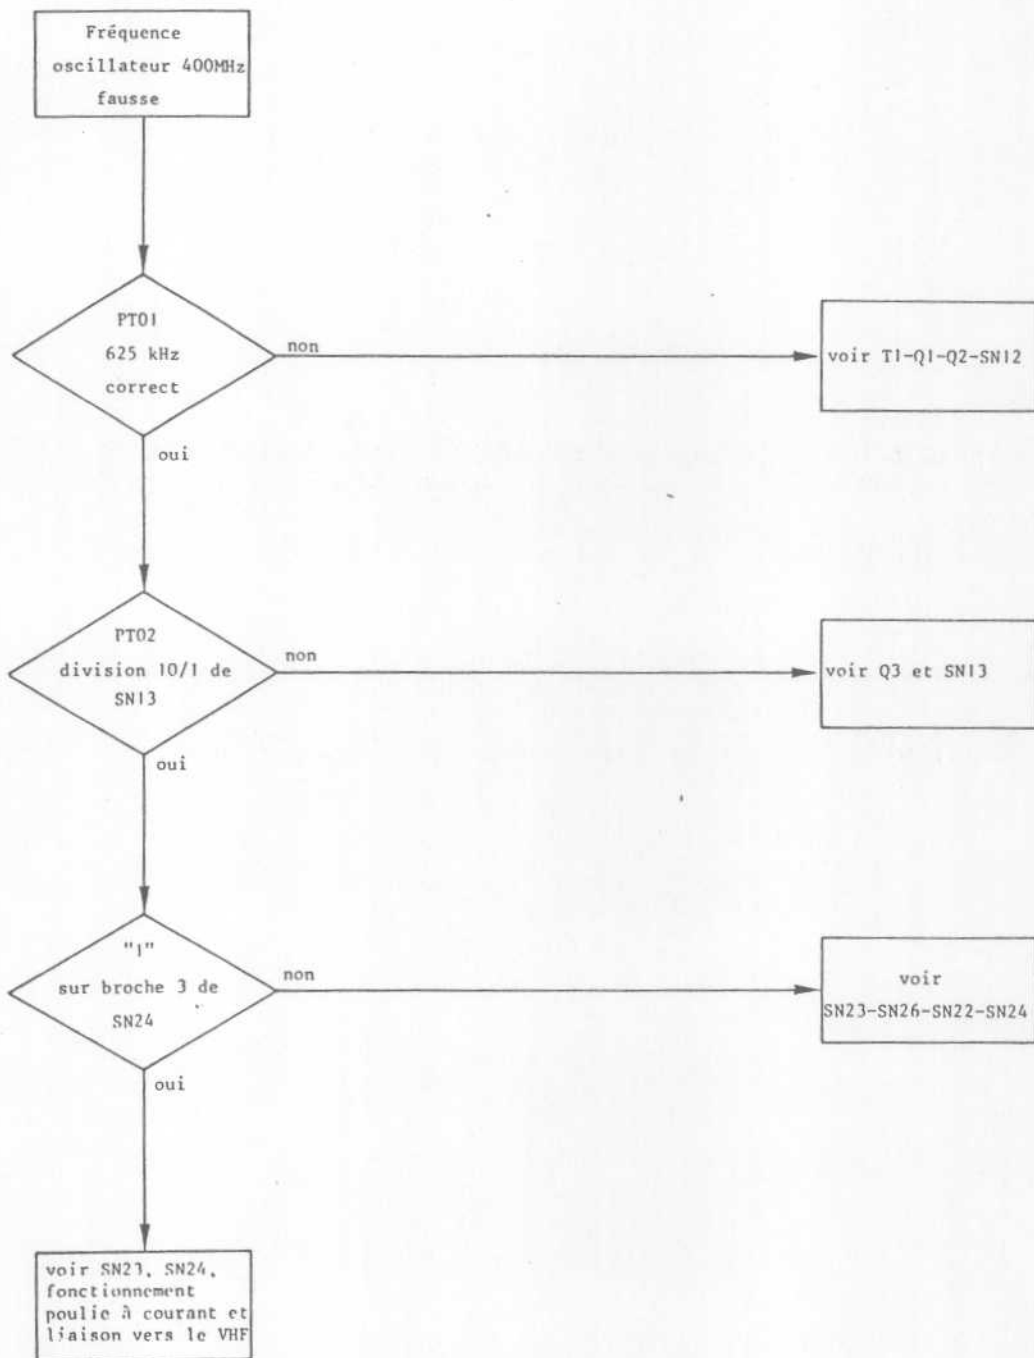 Fréquence
oscillateur 400MHz
fausse
PT01
625 kHz
correct
non
voir T1-Q1-Q2-SN12
oui
PT02
division 10/1 de
SN13
non
voir Q3 et SN13
oui
"1"
sur broche 3 de
SN24
non
voir
SN23-SN26-SN22-SN24
oui
voir SN23, SN24,
fonctionnement
poulie à courant et
liaison vers le VHF